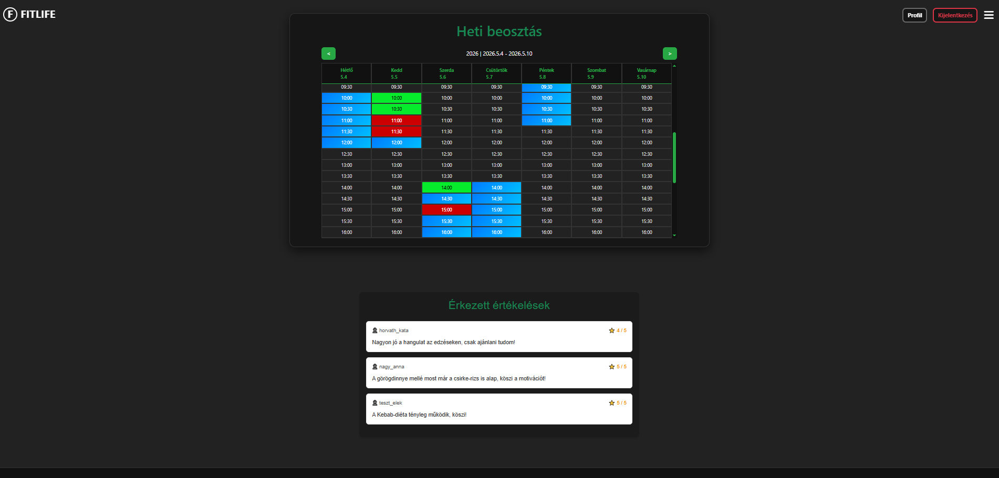 FITLIFE
Profil
Kijelentkezés
Heti beosztás
<
2026 | 2026.5.4 - 2026.5.10
>
Hétfő Kedd Szerda Csütörtök Péntek Szombat Vasárnap
5.4 5.5 5.6 5.7 5.8 5.9 5.10
09:30 09:30 09:30 09:30 09:30 09:30 09:30
10:00 10:00 10:00 10:00 10:00 10:00 10:00
10:30 10:30 10:30 10:30 10:30 10:30 10:30
11:00 11:00 11:00 11:00 11:00 11:00 11:00
11:30 11:30 11:30 11:30 11:30 11:30 11:30
12:00 12:00 12:00 12:00 12:00 12:00 12:00
12:30 12:30 12:30 12:30 12:30 12:30 12:30
13:00 13:00 13:00 13:00 13:00 13:00 13:00
13:30 13:30 13:30 13:30 13:30 13:30 13:30
14:00 14:00 14:00 14:00 14:00 14:00 14:00
14:30 14:30 14:30 14:30 14:30 14:30 14:30
15:00 15:00 15:00 15:00 15:00 15:00 15:00
15:30 15:30 15:30 15:30 15:30 15:30 15:30
16:00 16:00 16:00 16:00 16:00 16:00 16:00
Érkezett értékelések
horvath_kata 4 / 5
Nagyon jó a hangulat az edzéseken, csak ajánlani tudom!
nagy_anna 5 / 5
A görögdinnye mellé most már a csirke-rizs is alap, köszi a motivációt!
teszt_elek 5 / 5
A Kebab-diéta tényleg működik, köszi!